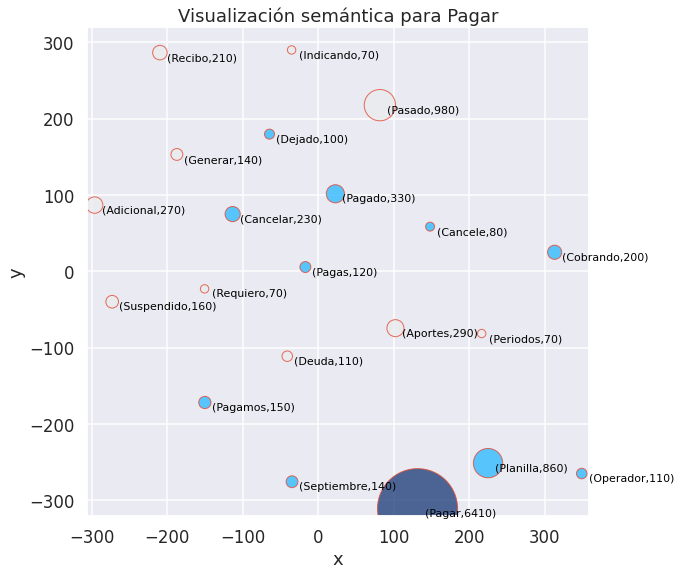 Visualización semántica para Pagar
300
200
100
0
−100
−200
−300
y
(Recibo,210)
(Indicando,70)
(Pasado,980)
(Dejado,100)
(Generar,140)
(Pagado,330)
(Adicional,270)
(Cancelar,230)
(Cancele,80)
(Cobrando,200)
(Pagas,120)
(Requiero,70)
(Suspendido,160)
(Aportes,290)
(Periodos,70)
(Deuda,110)
(Pagamos,150)
(Planilla,860)
(Operador,110)
(Septiembre,140)
(Pagar,6410)
−300 −200 −100 0 100 200 300
x